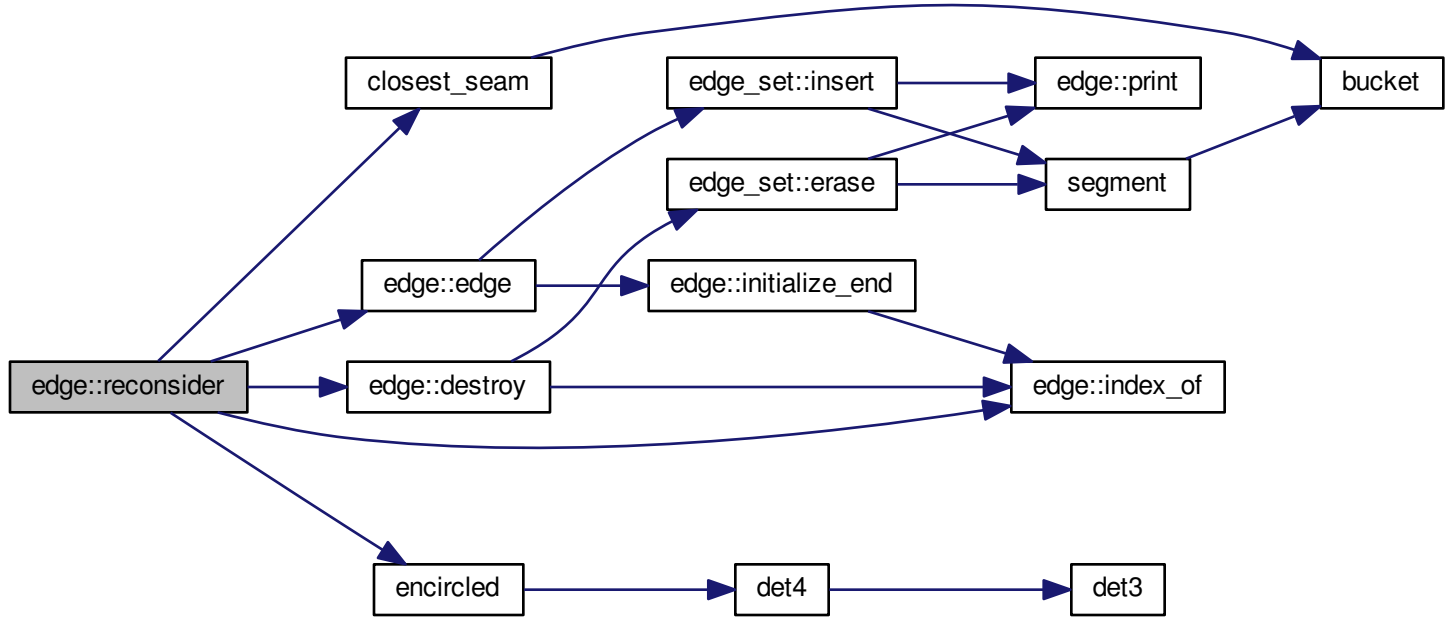 closest_seam
edge_set::insert
edge::print
bucket
edge_set::erase
segment
edge::edge
edge::initialize_end
edge::reconsider
edge::destroy
edge::index_of
encircled
det4
det3